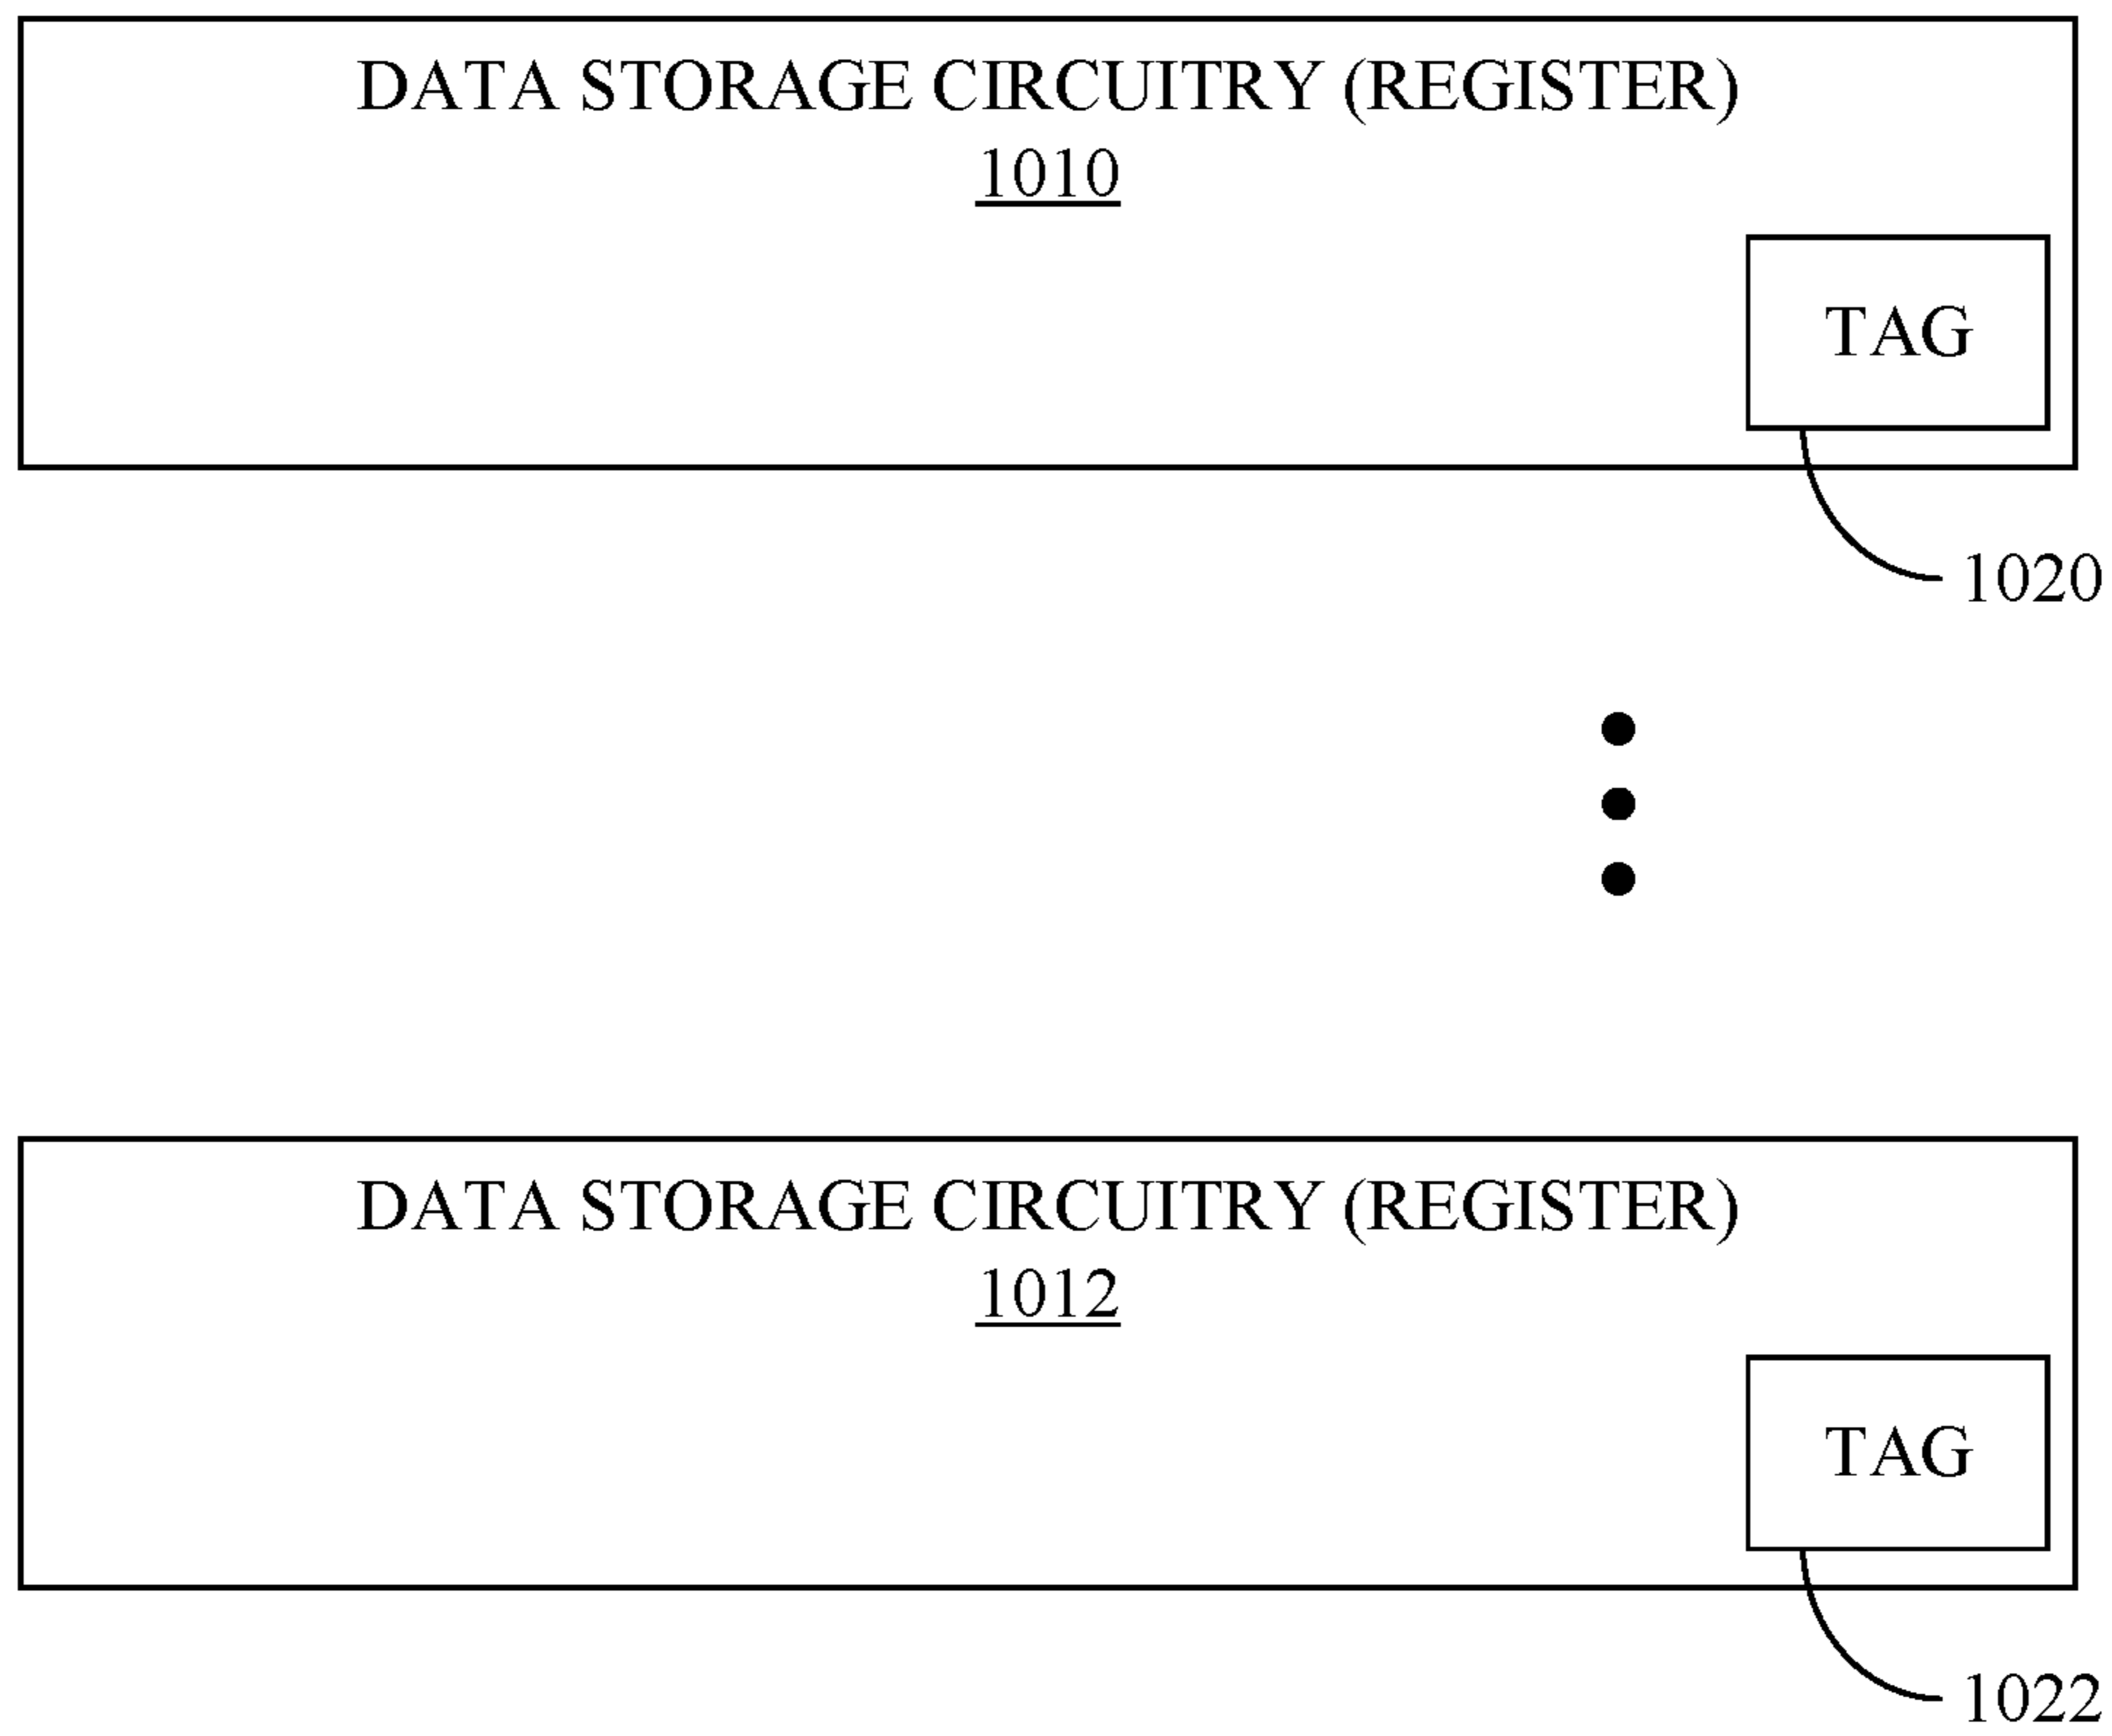 DATA STORAGE CIRCUITRY (REGISTER)
1010
TAG
1020
DATA STORAGE CIRCUITRY (REGISTER)
1012
TAG
1022